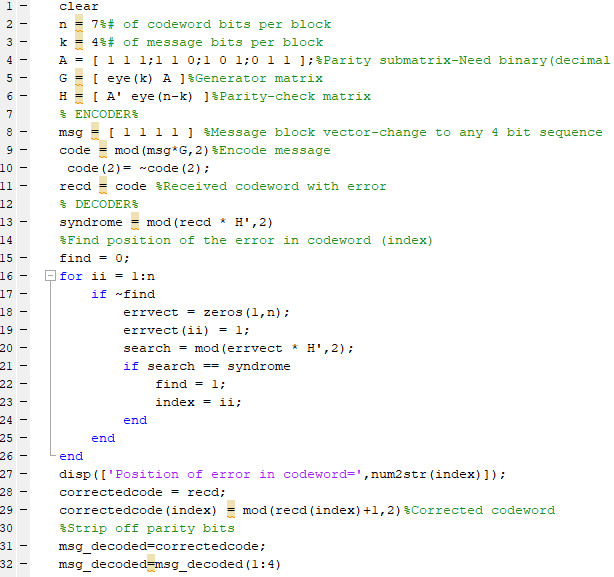 1 – clear
2 – n = 7%# of codeword bits per block
3 – k = 4%# of message bits per block
4 – A = [ 1 1 1;1 1 0;1 0 1;0 1 1 ];%Parity submatrix-Need binary(decimal
5 – G = [ eye(k) A ]%Generator matrix
6 – H = [ A' eye(n-k) ]%Parity-check matrix
7 % ENCODER%
8 – msg = [ 1 1 1 1 ] %Message block vector-change to any 4 bit sequence
9 – code = mod(msg*G,2)%Encode message
10 – code(2)= ~code(2);
11 – recd = code %Received codeword with error
12 % DECODER%
13 – syndrome = mod(recd * H',2)
14 %Find position of the error in codeword (index)
15 – find = 0;
16 – for ii = 1:n
17 – if ~find
18 – errvect = zeros(1,n);
19 – errvect(ii) = 1;
20 – search = mod(errvect * H',2);
21 – if search == syndrome
22 – find = 1;
23 – index = ii;
24 – end
25 – end
26 – end
27 – disp(['Position of error in codeword=',num2str(index)]);
28 – correctedcode = recd;
29 – correctedcode(index) = mod(recd(index)+1,2)%Corrected codeword
30 %Strip off parity bits
31 – msg_decoded=correctedcode;
32 – msg_decoded=msg_decoded(1:4)